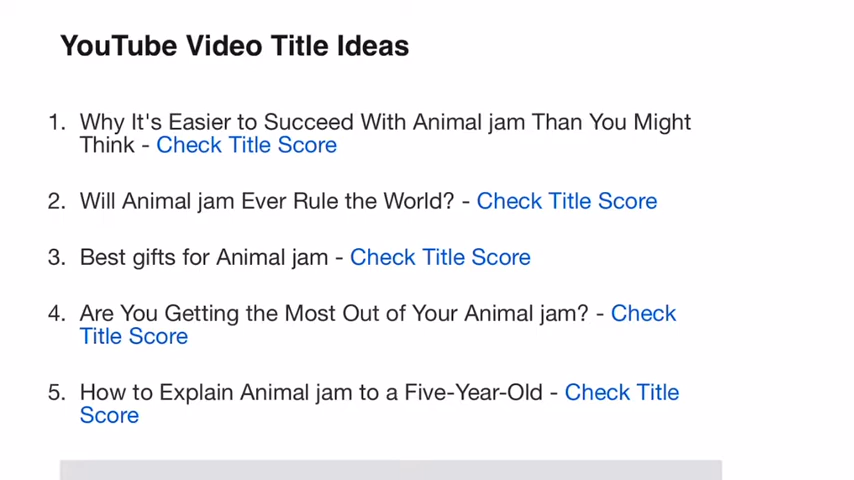 YouTube Video Title Ideas
1. Why It's Easier to Succeed With Animal jam Than You Might
Think - Check Title Score
2. Will Animal jam Ever Rule the World? - Check Title Score
3. Best gifts for Animal jam - Check Title Score
4. Are You Getting the Most Out of Your Animal jam? - Check
Title Score
5. How to Explain Animal jam to a Five-Year-Old - Check Title
Score